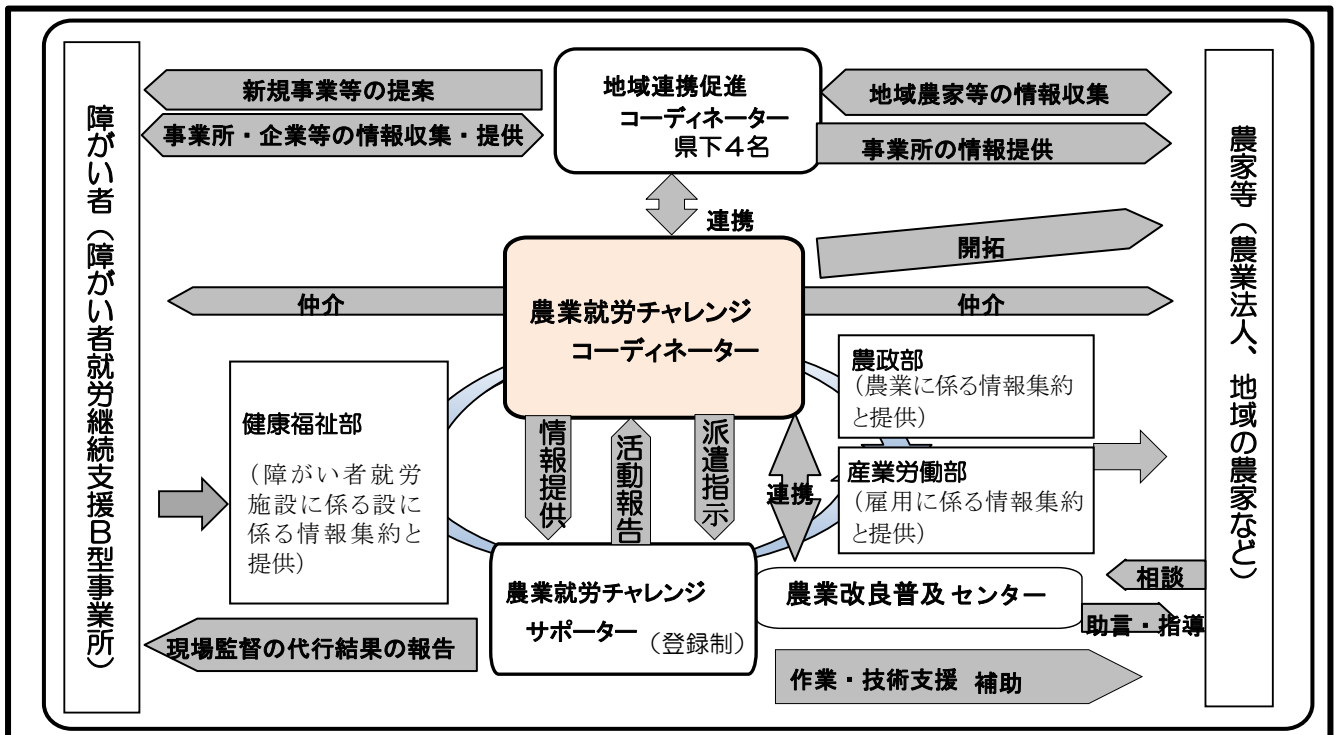 障がい者（障がい者就労継続支援Ｂ型事業所）
新規事業等の提案
事業所・企業等の情報収集・提供
地域連携促進
コーディネーター
県下４名
地域農家等の情報収集
事業所の情報提供
農家等（農業法人、地域の農家など）
連携
開拓
仲介
農業就労チャレンジ
コーディネーター
仲介
健康福祉部
（障がい者就労
施設に係る設に
係る情報集約と
提供）
情報提供
活動報告
派遣指示
連携
農政部
（農業に係る情報集約
と提供）
産業労働部
（雇用に係る情報集約
と提供）
農業就労チャレンジ
サポーター（登録制）
農業改良普及センター
相談
助言・指導
現場監督の代行結果の報告
作業・技術支援 補助